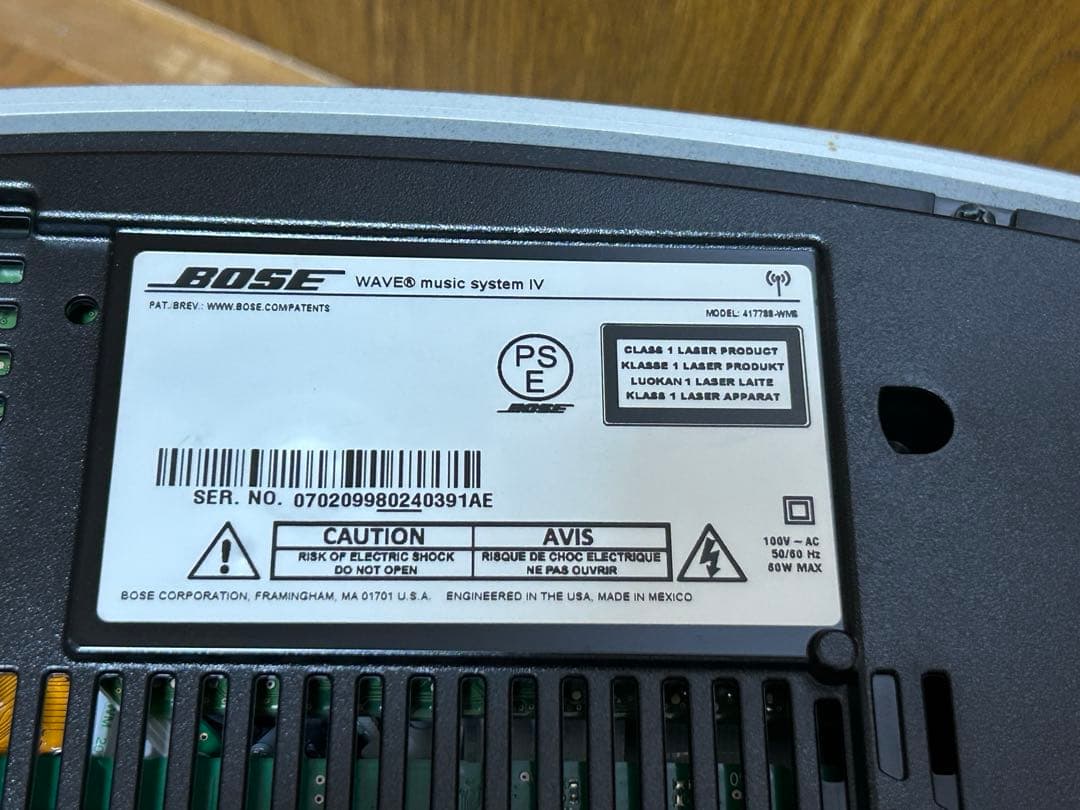 BOSE WAVE® music system IV
PAT./BREV.: WWW.BOSE.COM/PATENTS
MODEL: 417788-WMS
PS
E
BOSE
CLASS 1 LASER PRODUCT
KLASSE 1 LASER PRODUKT
LUOKAN 1 LASER LAITE
KLASS 1 LASER APPARAT
SER. NO. 070209980240391AE
CAUTION
RISK OF ELECTRIC SHOCK
DO NOT OPEN
AVIS
RISQUE DE CHOC ELECTRIQUE
NE PAS OUVRIR
100V ~ AC
50/60 Hz
60W MAX
BOSE CORPORATION, FRAMINGHAM, MA 01701 U.S.A. ENGINEERED IN THE USA, MADE IN MEXICO